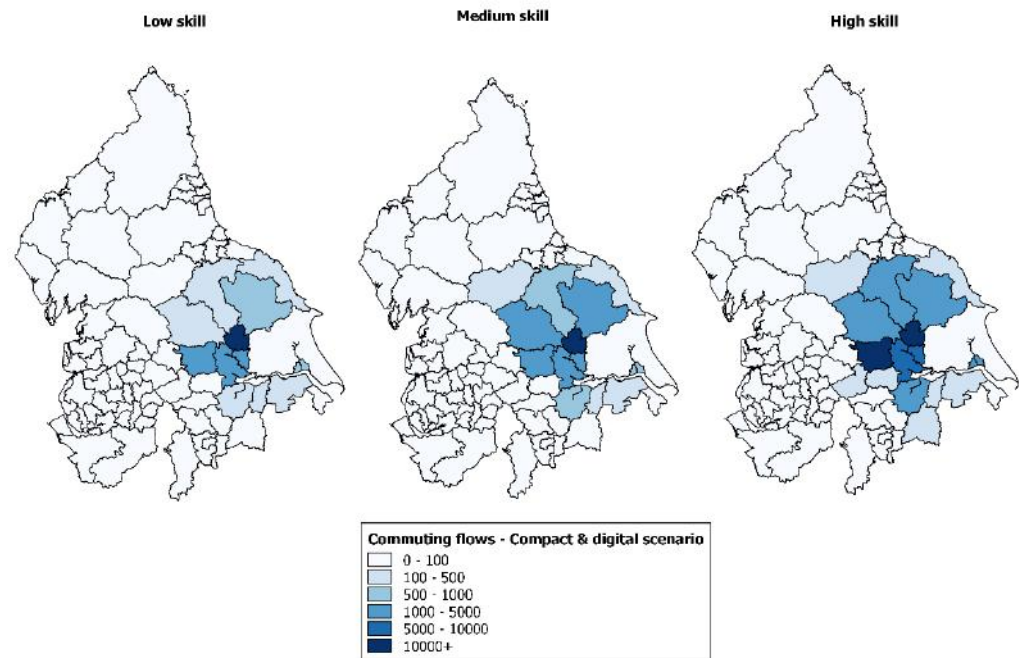 Low skill
Medium skill
High skill
Commuting flows - Compact & digital scenario
0 - 100
100 - 500
500 - 1000
1000 - 5000
5000 - 10000
10000+